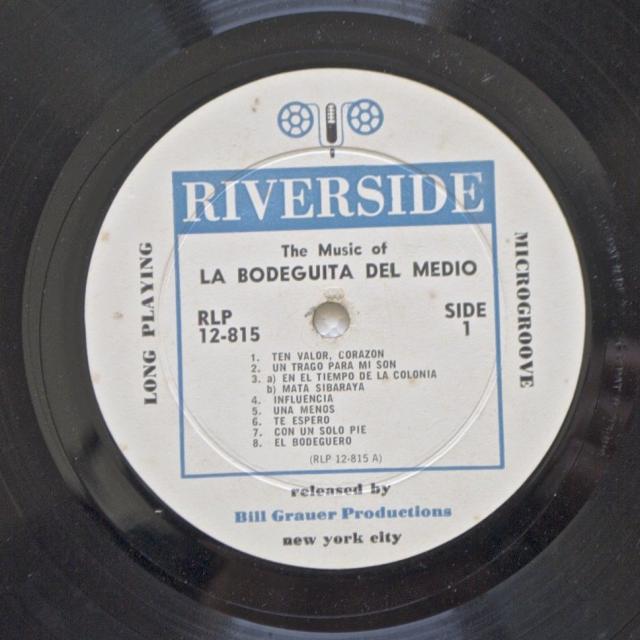 RIVERSIDE
The Music of
LA BODEGUITA DEL MEDIO
RLP
12-815
SIDE
1
LONG PLAYING
MICROGROOVE
1. TEN VALOR, CORAZON
2. UN TRAGO PARA MI SON
3. a) EN EL TIEMPO DE LA COLONIA
b) MATA SIBARAYA
4. INFLUENCIA
5. UNA MENOS
6. TE ESPERO
7. CON UN SOLO PIE
8. EL BODEGUERO
(RLP 12-815 A)
released by
Bill Grauer Productions
new york city